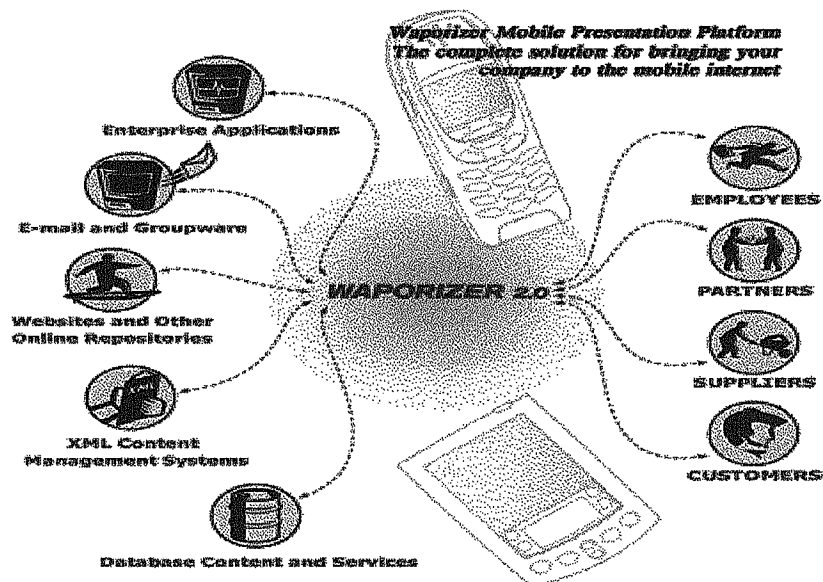 Waporizer Mobile Presentation Platform
The complete solution for bringing your
company to the mobile internet
Enterprise Applications
E-mail and Groupware
Websites and Other
Online Repositories
XML Content
Management Systems
Database Content and Services
WAPORIZER 2.0
EMPLOYEES
PARTNERS
SUPPLIERS
CUSTOMERS